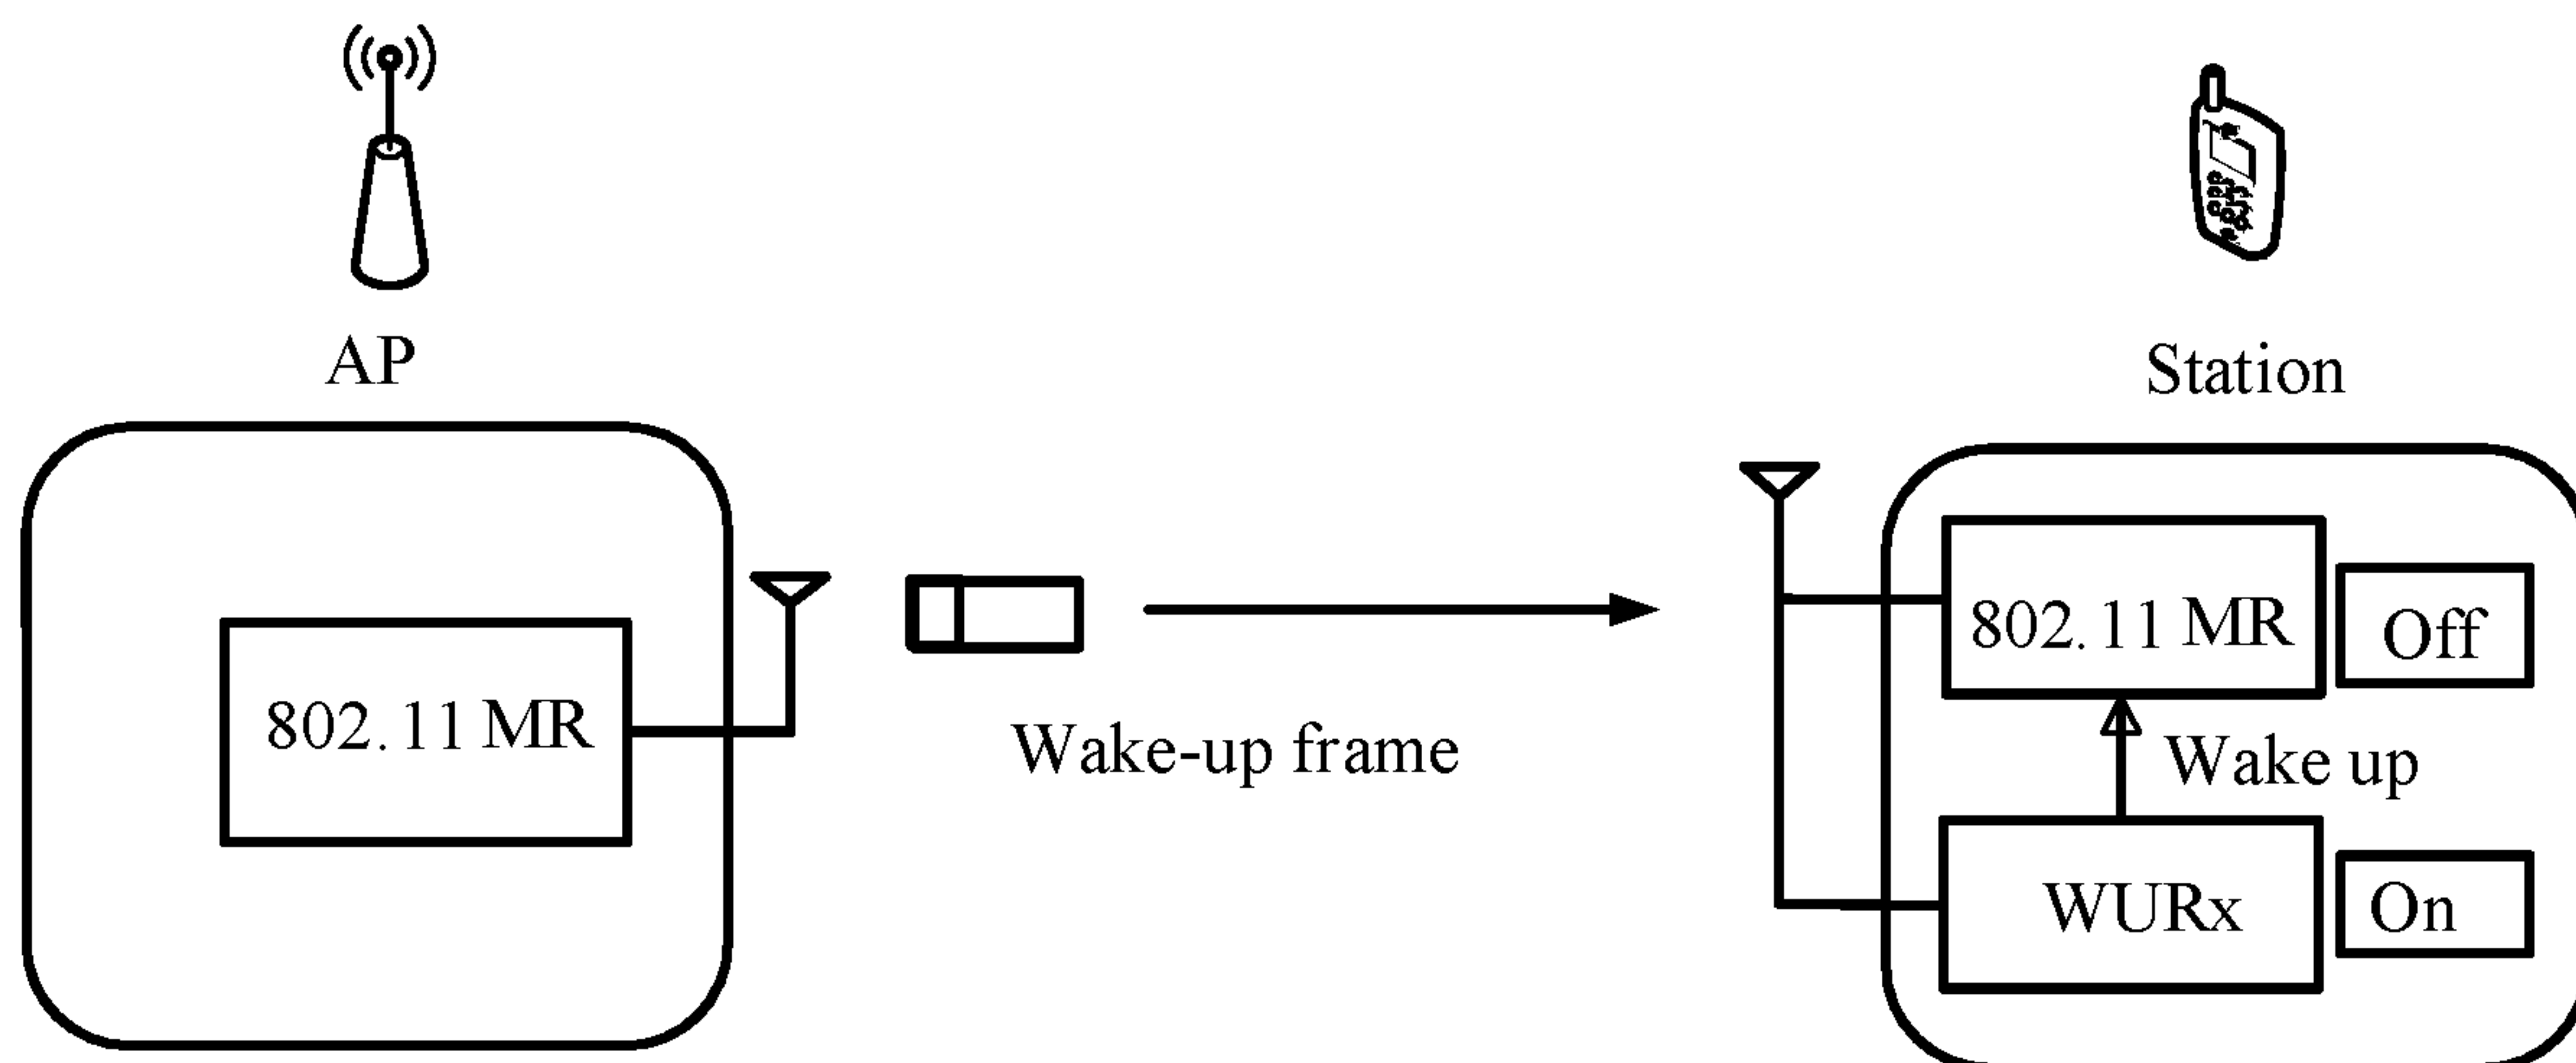 AP
Station
802.11 MR
Wake-up frame
802.11 MR
Off
Wake up
WURx
On